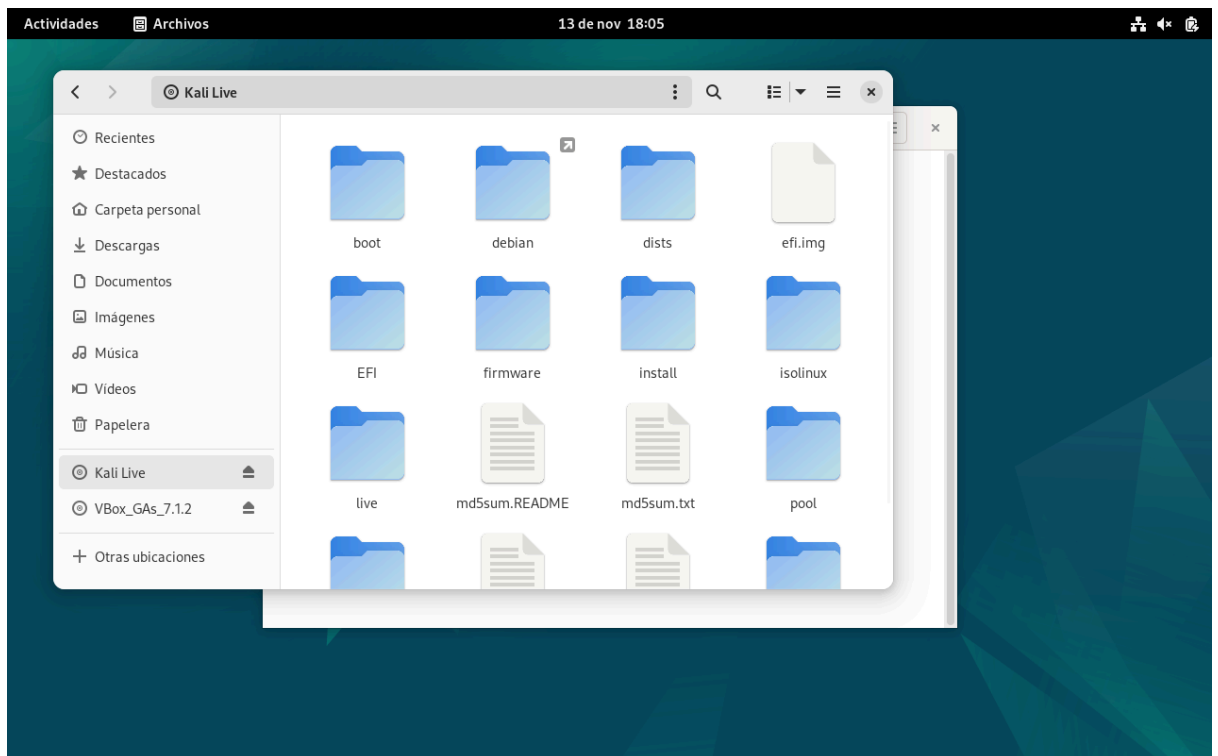 Actividades
Archivos
13 de nov 18:05
Kali Live
Recientes
Destacados
Carpeta personal
Descargas
Documentos
Imágenes
Música
Vídeos
Papelera
Kali Live
VBox_GAs_7.1.2
Otras ubicaciones
boot debian dists efi.img
EFI firmware install isolinux
live md5sum.README md5sum.txt pool